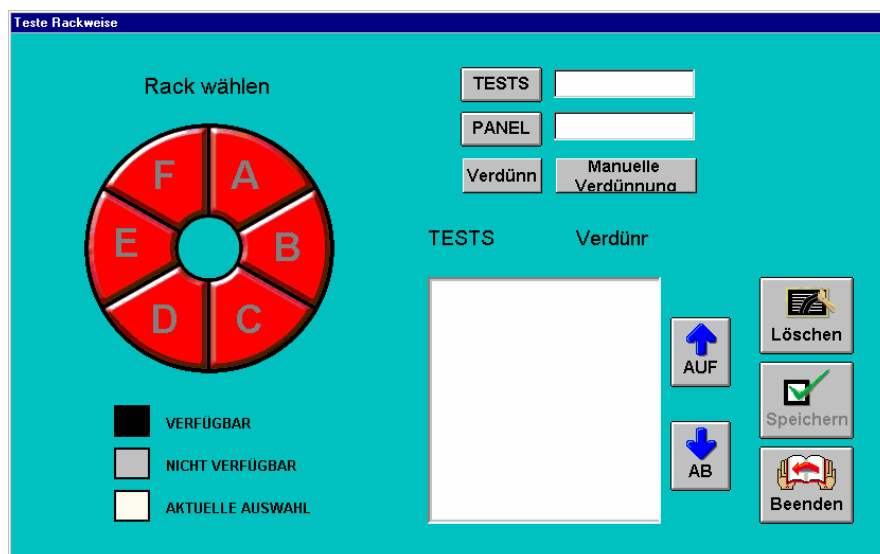 Teste Rackweise
Rack wählen
TESTS
PANEL
Verdünn
Manuelle
Verdünnung
F
A
E
B
D
C
TESTS
Verdünr
AUF
AB
Löschen
Speichern
Beenden
VERFÜGBAR
NICHT VERFÜGBAR
AKTUELLE AUSWAHL